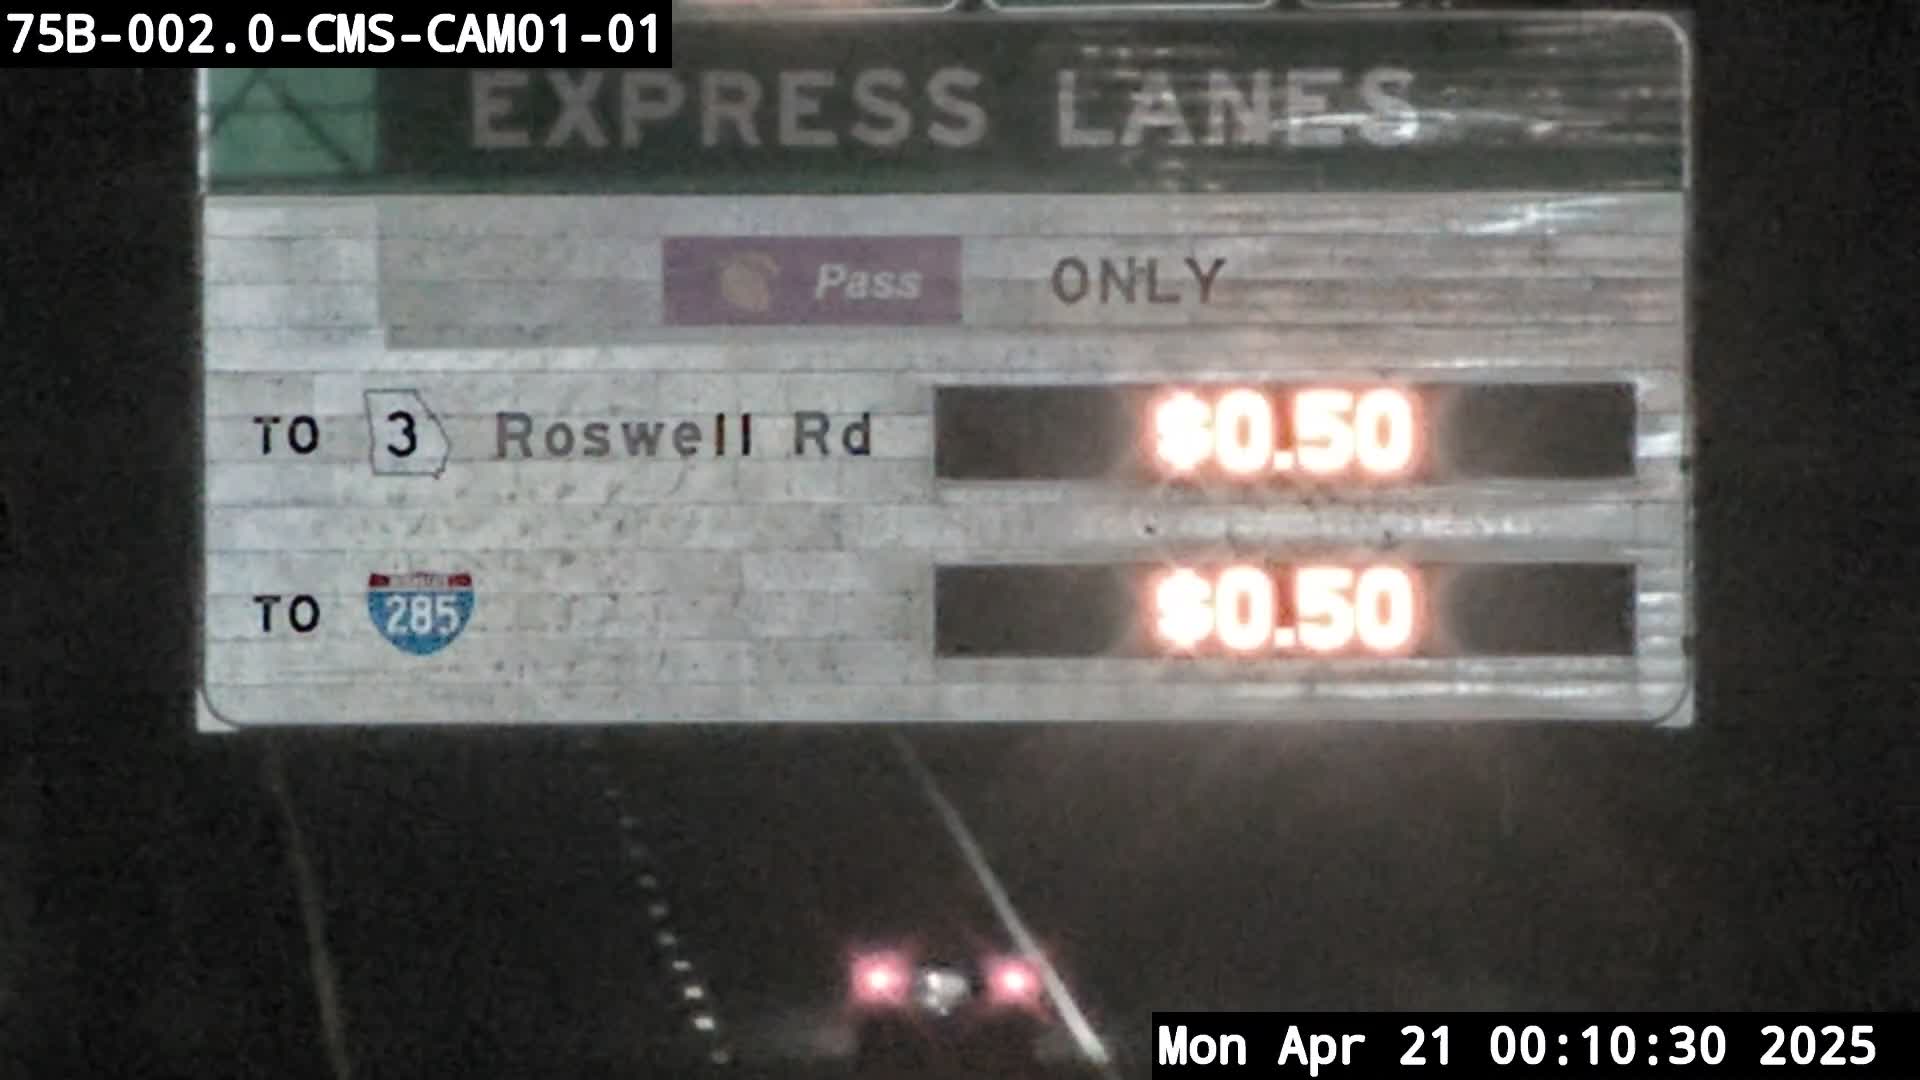 75B-002.0-CMS-CAM01-01
EXPRESS LANES
Pass ONLY
TO 3 Roswell Rd $0.50
TO 285 $0.50
Mon Apr 21 00:10:30 2025